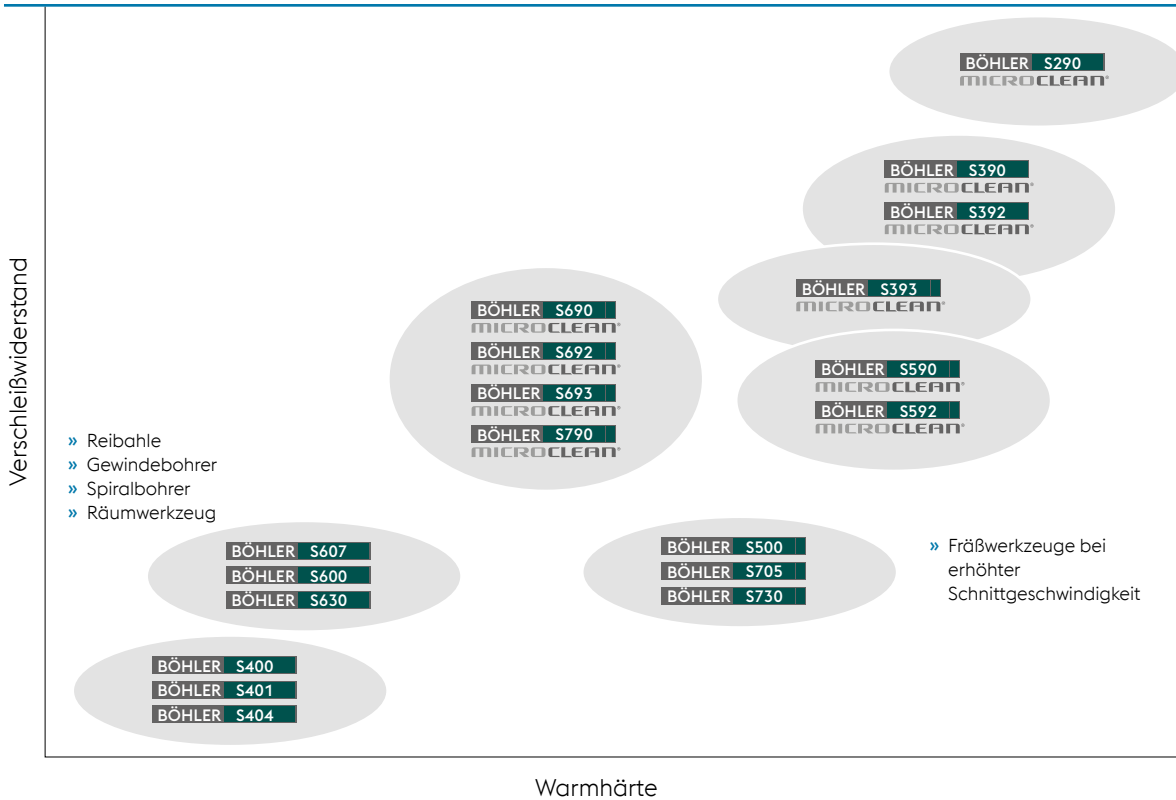 BÖHLER S290
MICROCLEAN®
BÖHLER S390
MICROCLEAN®
BÖHLER S392
MICROCLEAN®
BÖHLER S393
MICROCLEAN®
BÖHLER S590
MICROCLEAN®
BÖHLER S592
MICROCLEAN®
BÖHLER S690
MICROCLEAN®
BÖHLER S692
MICROCLEAN®
BÖHLER S693
MICROCLEAN®
BÖHLER S790
MICROCLEAN®
Verschleißwiderstand
» Reibahle
» Gewindebohrer
» Spiralbohrer
» Räumwerkzeug
BÖHLER S607
BÖHLER S600
BÖHLER S630
BÖHLER S500
BÖHLER S705
BÖHLER S730
» Fräßwerkzeuge bei
erhöhter
Schnittgeschwindigkeit
BÖHLER S400
BÖHLER S401
BÖHLER S404
Warmhärte